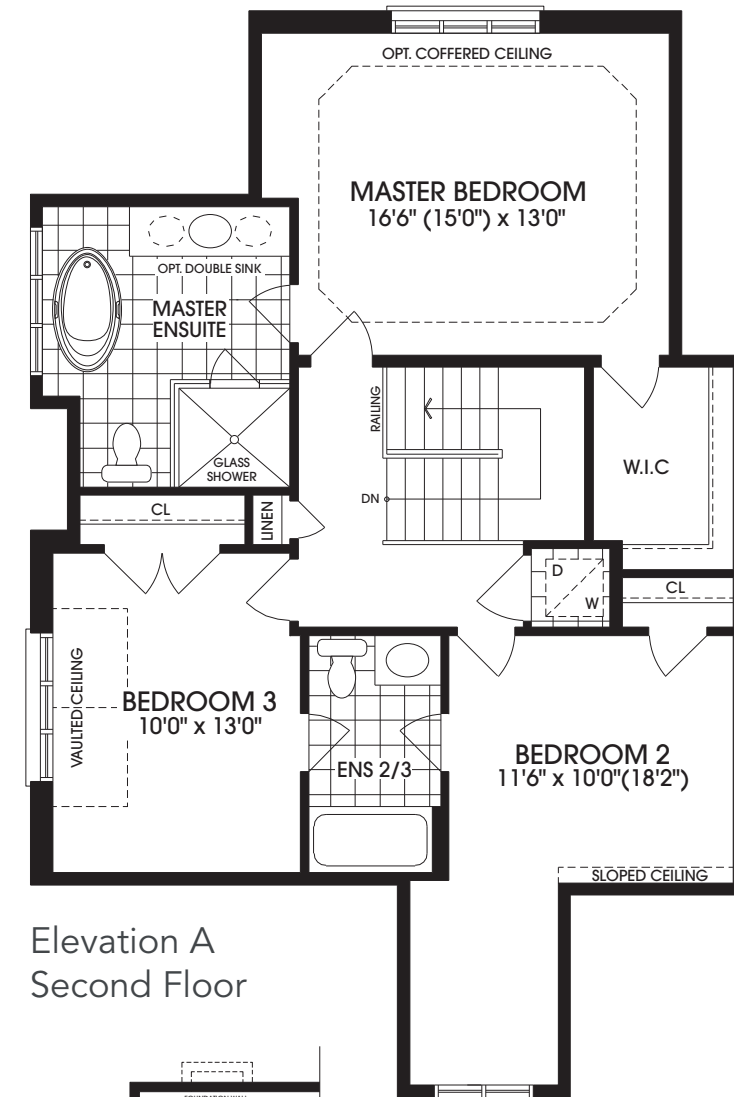 OPT. COFFERED CEILING
MASTER BEDROOM
16'6" (15'0") x 13'0"
OPT. DOUBLE SINK
MASTER
ENSUITE
RAILING
W.I.C
GLASS
SHOWER
DN
CL
LINEN
D
W
CL
VAULTED CEILING
BEDROOM 3
10'0" x 13'0"
ENS 2/3
BEDROOM 2
11'6" x 10'0"(18'2")
SLOPED CEILING
Elevation A
Second Floor